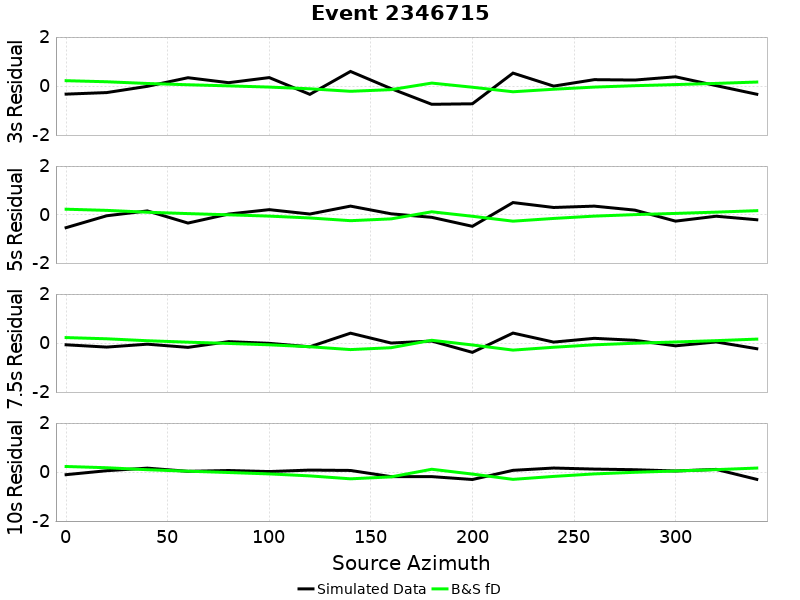 Event 2346715
3s Residual
2
0
-2
5s Residual
2
0
-2
7.5s Residual
2
0
-2
10s Residual
2
0
-2
0 50 100 150 200 250 300
Source Azimuth
Simulated Data B&S fD